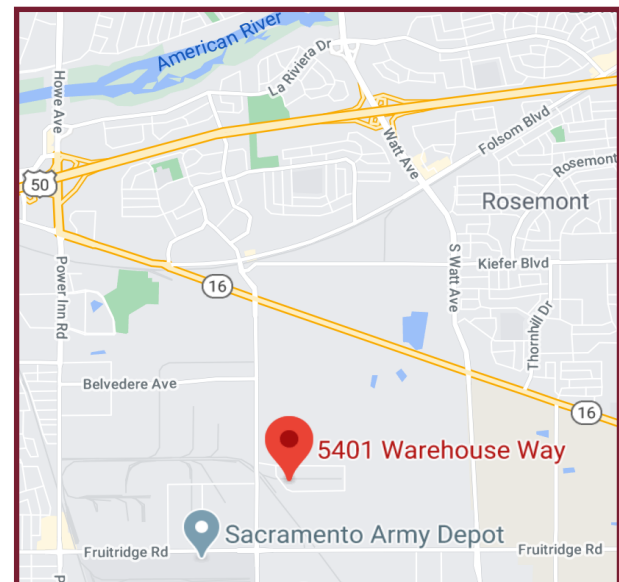 American River
La Riviera Dr
Howe Ave
Watt Ave
Folsom Blvd
Rosemont
50
Rosemont
Power Inn Rd
S Watt Ave
Kiefer Blvd
16
Thornhill Dr
Belvedere Ave
16
5401 Warehouse Way
Sacramento Army Depot
Fruitridge Rd
Fruitridge Rd